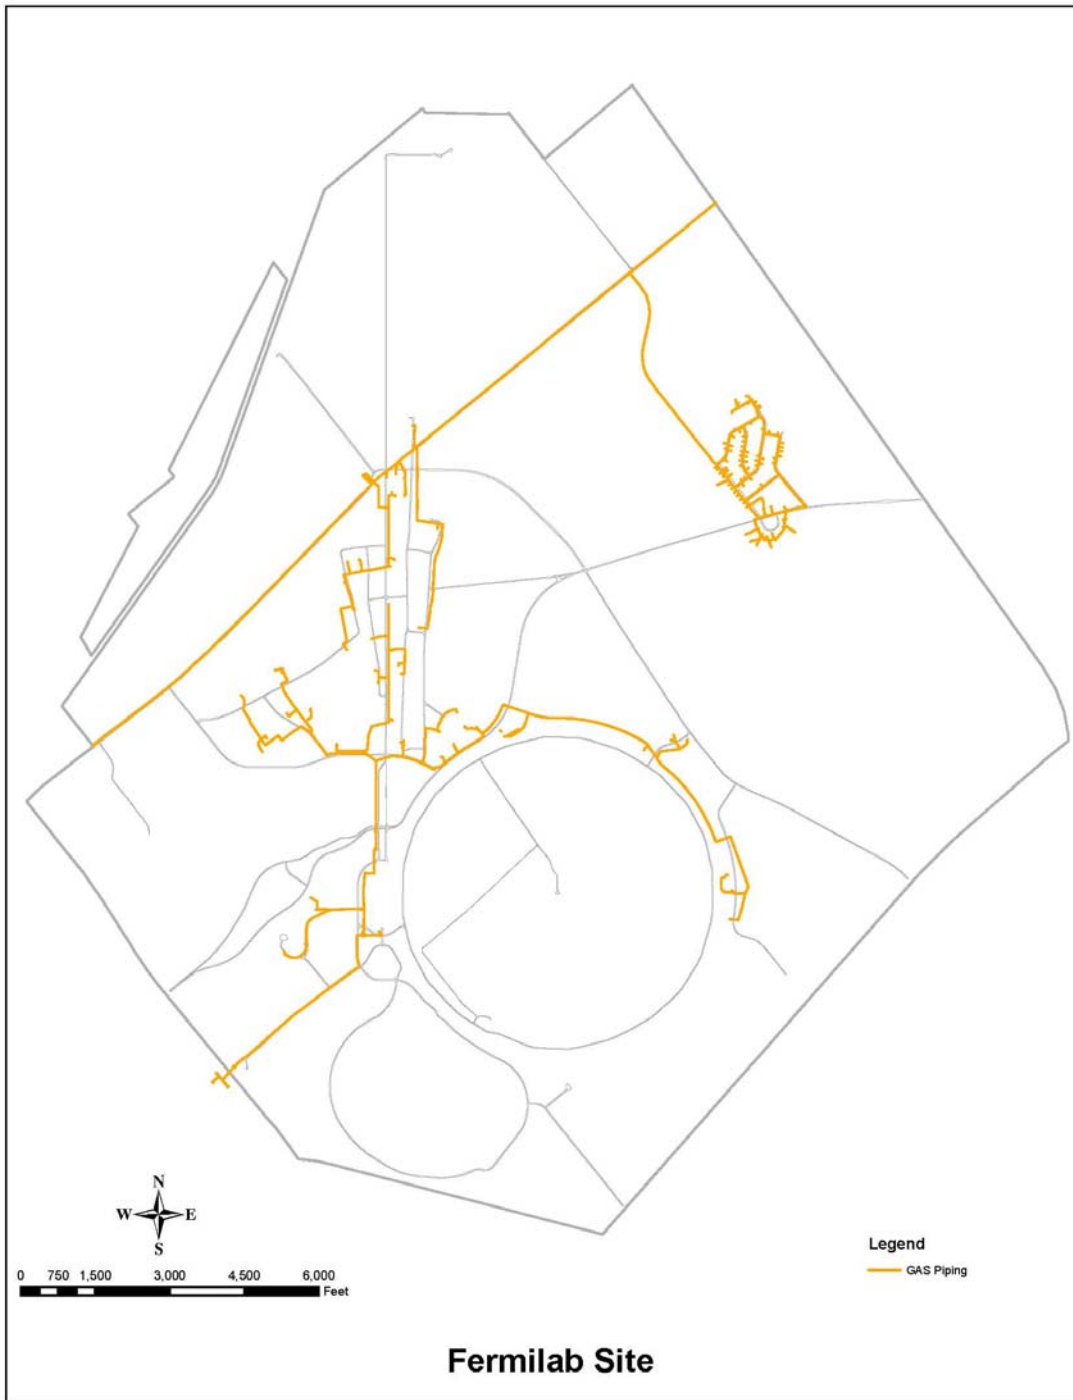 N
W E
S
0 750 1,500 3,000 4,500 6,000
Feet
Legend
GAS Piping
Fermilab Site